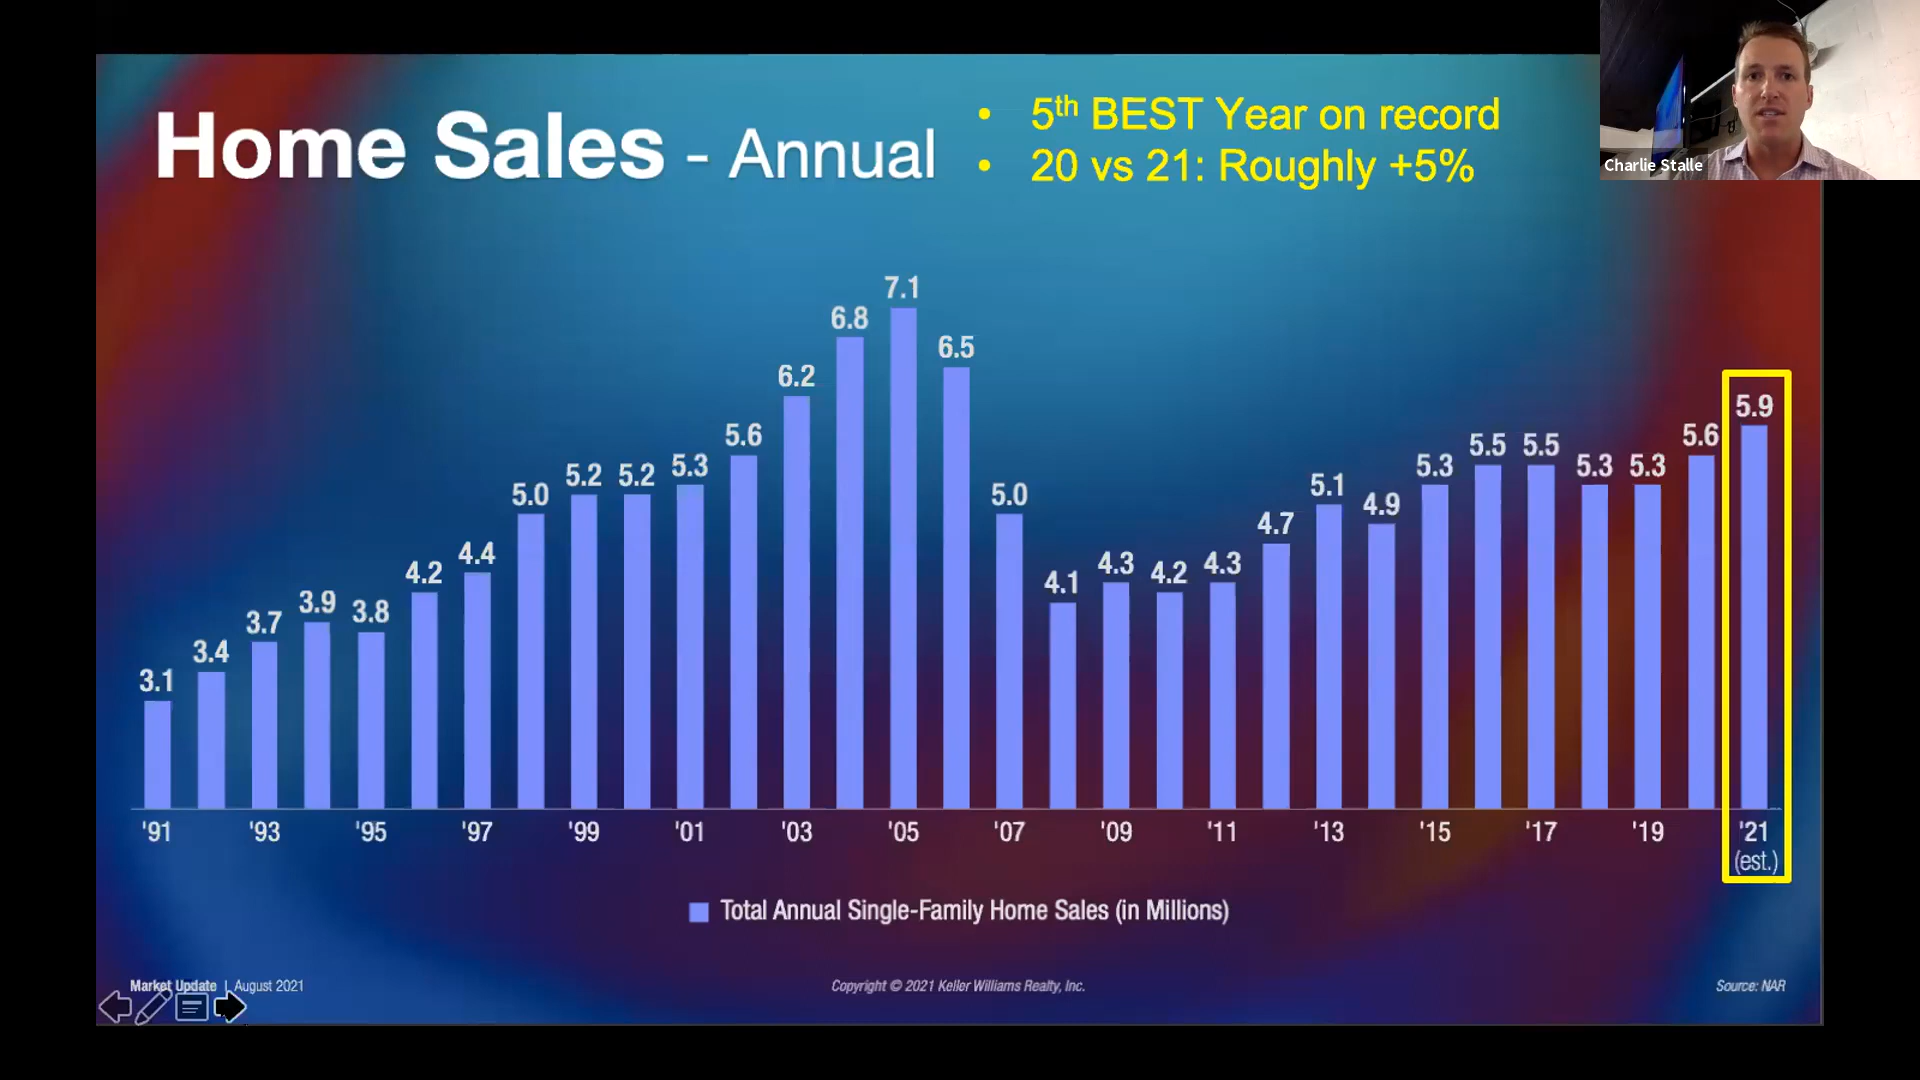 Home Sales - Annual
• 5th BEST Year on record
• 20 vs 21: Roughly +5%
Charlie Stalle
3.1 3.4 3.7 3.9 3.8 4.2 4.4 5.0 5.2 5.2 5.3 5.6 6.2 6.8 7.1 6.5 5.0 4.1 4.3 4.2 4.3 4.7 5.1 4.9 5.3 5.5 5.5 5.3 5.3 5.6 5.9
'91 '93 '95 '97 '99 '01 '03 '05 '07 '09 '11 '13 '15 '17 '19 '21
(est.)
Total Annual Single-Family Home Sales (in Millions)
Market Update | August 2021
Copyright © 2021 Keller Williams Realty, Inc.
Source: NAR